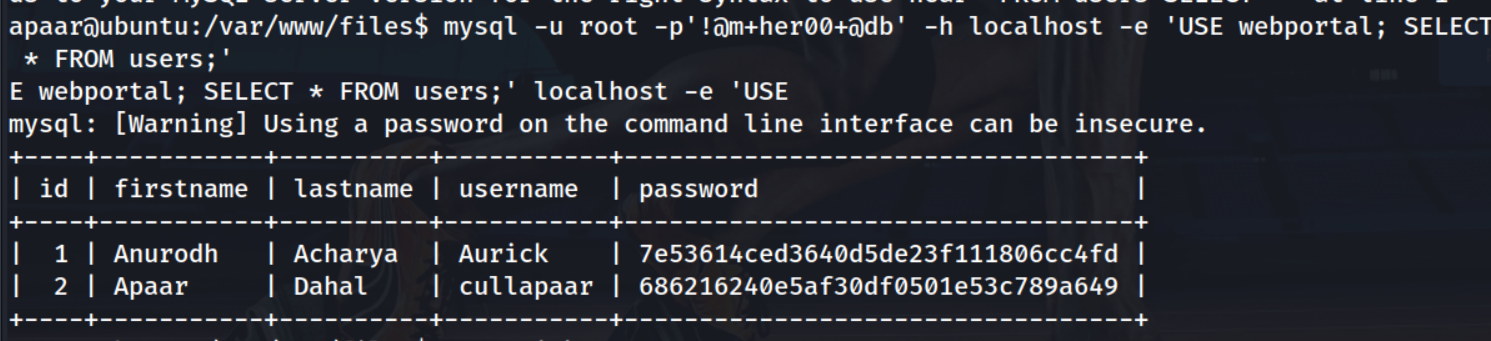 apaar@ubuntu:/var/www/files$ mysql -u root -p'!@m+her00+@db' -h localhost -e 'USE webportal; SELECT
 * FROM users;'
E webportal; SELECT * FROM users;' localhost -e 'USE
mysql: [Warning] Using a password on the command line interface can be insecure.
+----+-----------+----------+-----------+----------------------------------+
| id | firstname | lastname | username  | password                         |
+----+-----------+----------+-----------+----------------------------------+
|  1 | Anurodh   | Acharya  | Aurick    | 7e53614ced3640d5de23f111806cc4fd |
|  2 | Apaar     | Dahal    | cullapaar | 686216240e5af30df0501e53c789a649 |
+----+-----------+----------+-----------+----------------------------------+